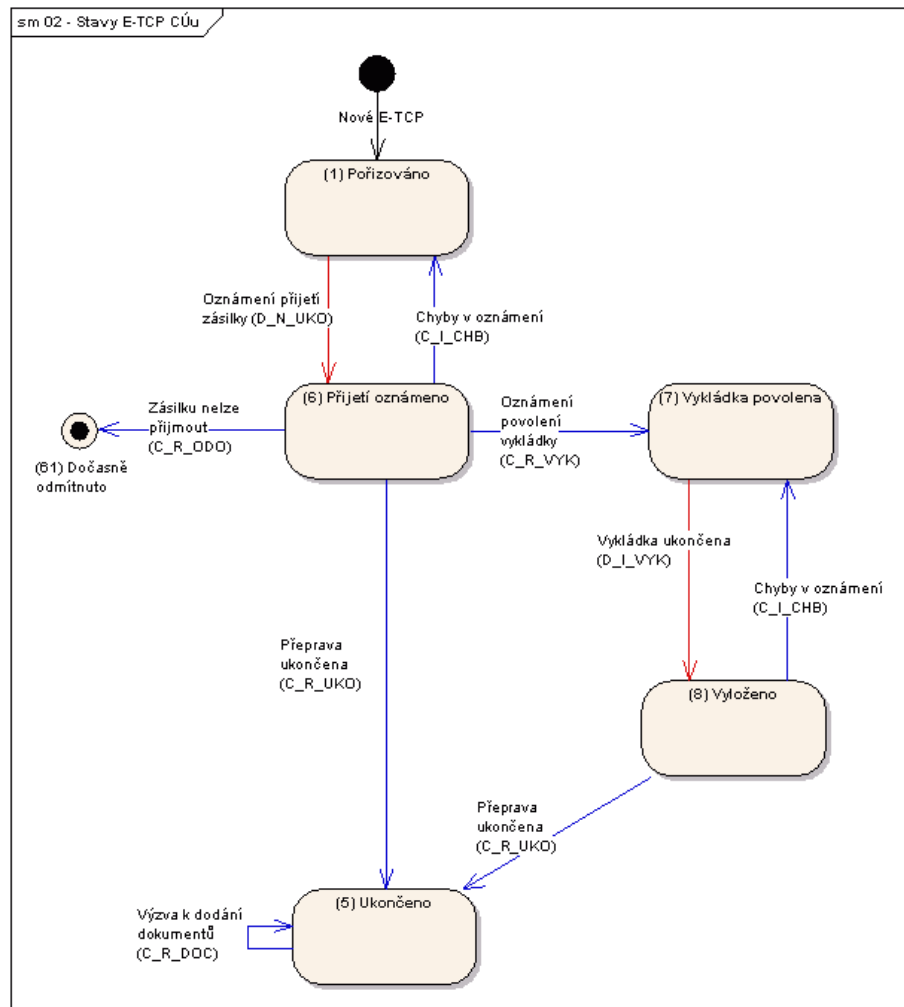 sm 02 - Stavy E-TCP CÚu
Nové E-TCP
(1) Pořizováno
Oznámení přijetí
zásilky (D_N_UKO)
Chyby v oznámení
(C_I_CHB)
(6) Přijetí oznámeno
Zásilku nelze
přijmout
(C_R_ODO)
(61) Dočasně
odmítnuto
Oznámení
povolení
vykládky
(C_R_VYK)
(7) Vykládka povolena
Vykládka ukončena
(D_I_VYK)
Chyby v oznámení
(C_I_CHB)
Přeprava
ukončena
(C_R_UKO)
(8) Vyloženo
Přeprava
ukončena
(C_R_UKO)
(5) Ukončeno
Výzva k dodání
dokumentů
(C_R_DOC)